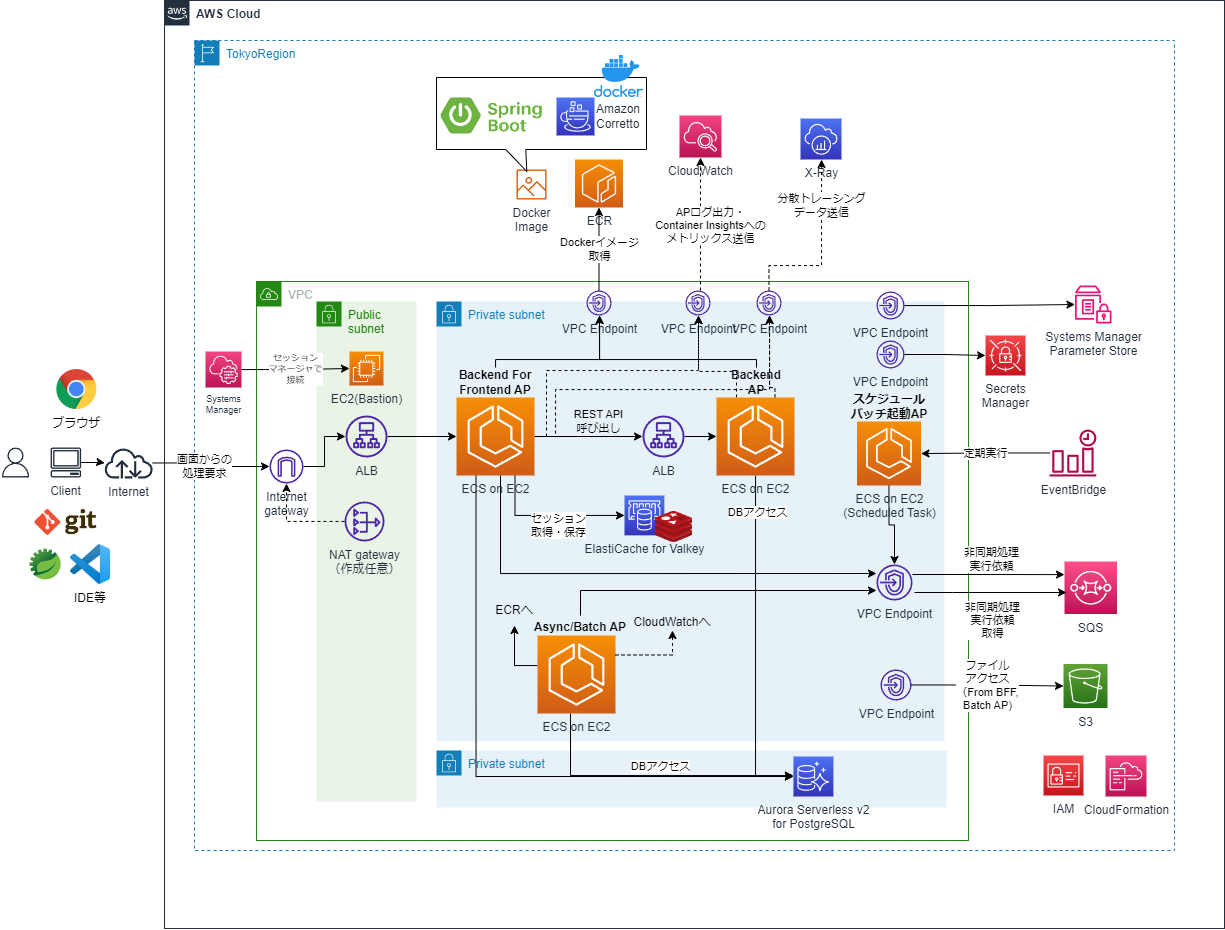 aws
AWS Cloud
TokyoRegion
docker
Spring
Boot
Amazon
Corretto
CloudWatch
X-Ray
Docker
Image
ECR
Dockerイメージ
取得
APログ出力・
Container Insightsへの
メトリックス送信
分散トレーシング
データ送信
VPC
Public
subnet
Private subnet
VPC Endpoint
VPC Endpoint
VPC Endpoint
VPC Endpoint
Systems Manager
Parameter Store
VPC Endpoint
Secrets
Manager
Systems
Manager
セッション
マネージャで
接続
EC2(Bastion)
ブラウザ
Client
Internet
画面からの
処理要求
Internet
gateway
ALB
NAT gateway
（作成任意）
git
IDE等
Backend For
Frontend AP
ECS on EC2
REST API
呼び出し
ALB
Backend
AP
ECS on EC2
スケジュール
バッチ起動AP
ECS on EC2
(Scheduled Task)
定期実行
EventBridge
セッション
取得・保存
ElastiCache for Valkey
DBアクセス
VPC Endpoint
非同期処理
実行依頼
非同期処理
実行依頼
取得
SQS
ECRへ
Async/Batch AP
CloudWatchへ
ECS on EC2
VPC Endpoint
ファイル
アクセス
（From BFF,
Batch AP)
S3
Private subnet
DBアクセス
Aurora Serverless v2
for PostgreSQL
IAM
CloudFormation